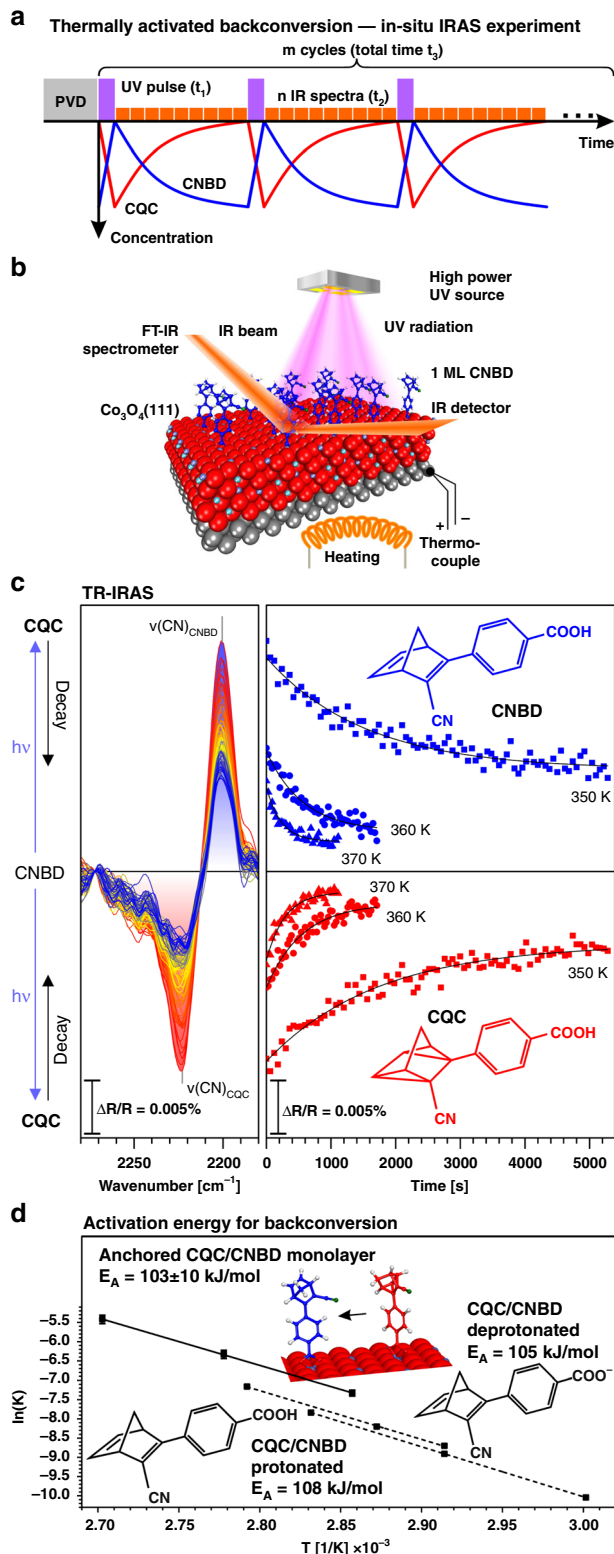 a
Thermally activated backconversion — in-situ IRAS experiment
m cycles (total time t3)
PVD
UV pulse (t1)
n IR spectra (t2)
Time
CNBD
CQC
Concentration
b
High power
UV source
FT-IR
spectrometer
IR beam
UV radiation
1 ML CNBD
Co3O4(111)
IR detector
+ −
Thermo-
couple
Heating
c
TR-IRAS
CQC
Decay
hν
CNBD
hν
Decay
CQC
ν(CN)CNBD
ν(CN)CQC
ΔR/R = 0.005%
2250 2200
Wavenumber [cm−1]
COOH
CN
CNBD
350 K
360 K
370 K
370 K
360 K
350 K
CQC
COOH
CN
ΔR/R = 0.005%
0 1000 2000 3000 4000 5000
Time [s]
d
Activation energy for backconversion
Anchored CQC/CNBD monolayer
EA = 103±10 kJ/mol
CQC/CNBD
deprotonated
EA = 105 kJ/mol
COO−
CN
COOH
CN
CQC/CNBD
protonated
EA = 108 kJ/mol
ln(K)
−5.5
−6.0
−6.5
−7.0
−7.5
−8.0
−8.5
−9.0
−9.5
−10.0
2.70 2.75 2.80 2.85 2.90 2.95 3.00
T [1/K] ×10−3